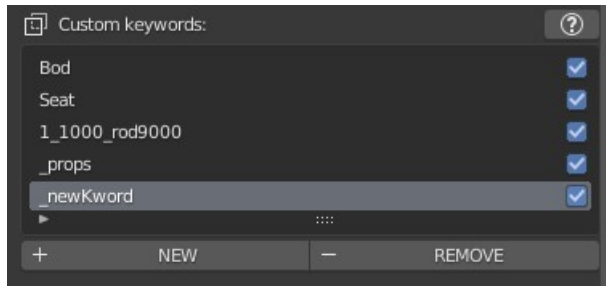 Custom keywords:
Bod
Seat
1_1000_rod9000
_props
_newKword
+ NEW − REMOVE